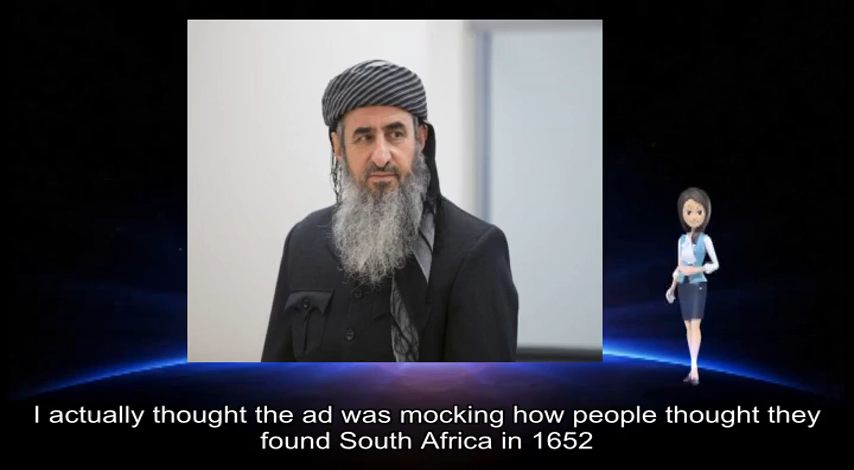 I actually thought the ad was mocking how people thought they
found South Africa in 1652